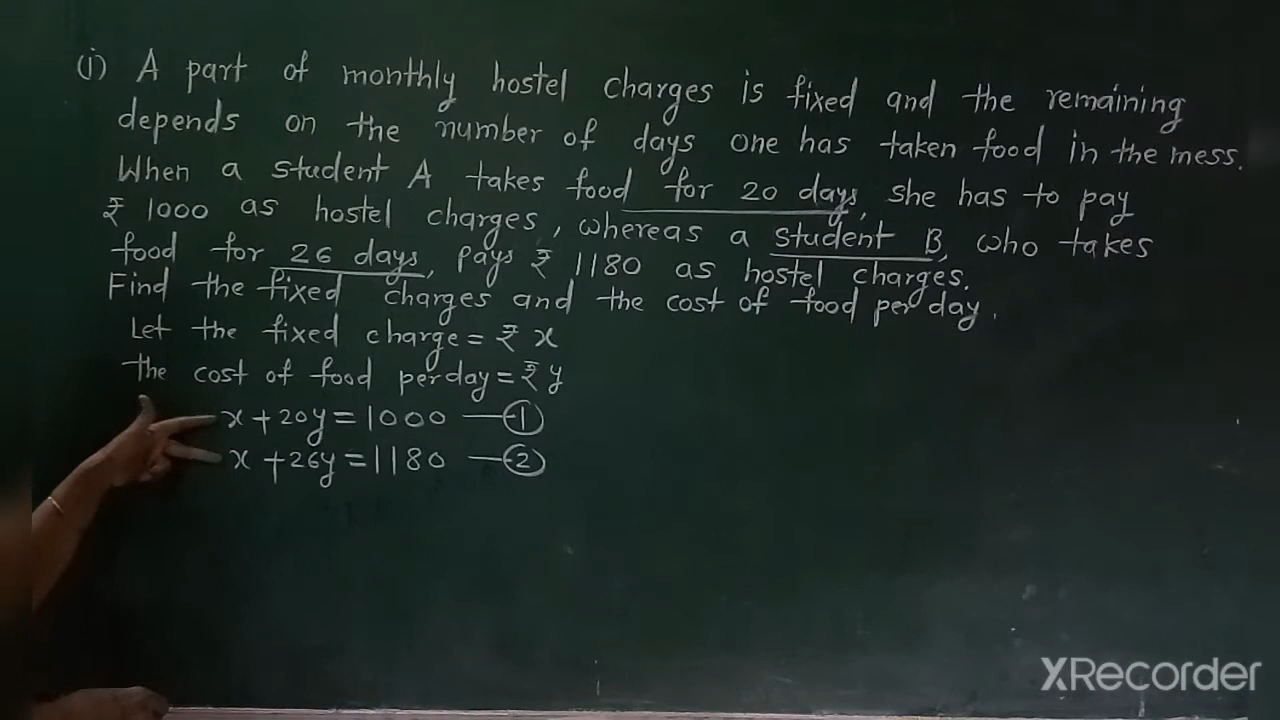 (i) A part of monthly hostel charges is fixed and the remaining
depends on the number of days one has taken food in the mess.
When a student A takes food for 20 days, she has to pay
₹ 1000 as hostel charges, whereas a student B, who takes
food for 26 days, pays ₹ 1180 as hostel charges.
Find the fixed charges and the cost of food per day.
Let the fixed charge = ₹ x
the cost of food per day = ₹ y
x + 20y = 1000 — ①
x + 26y = 1180 — ②
XRecorder